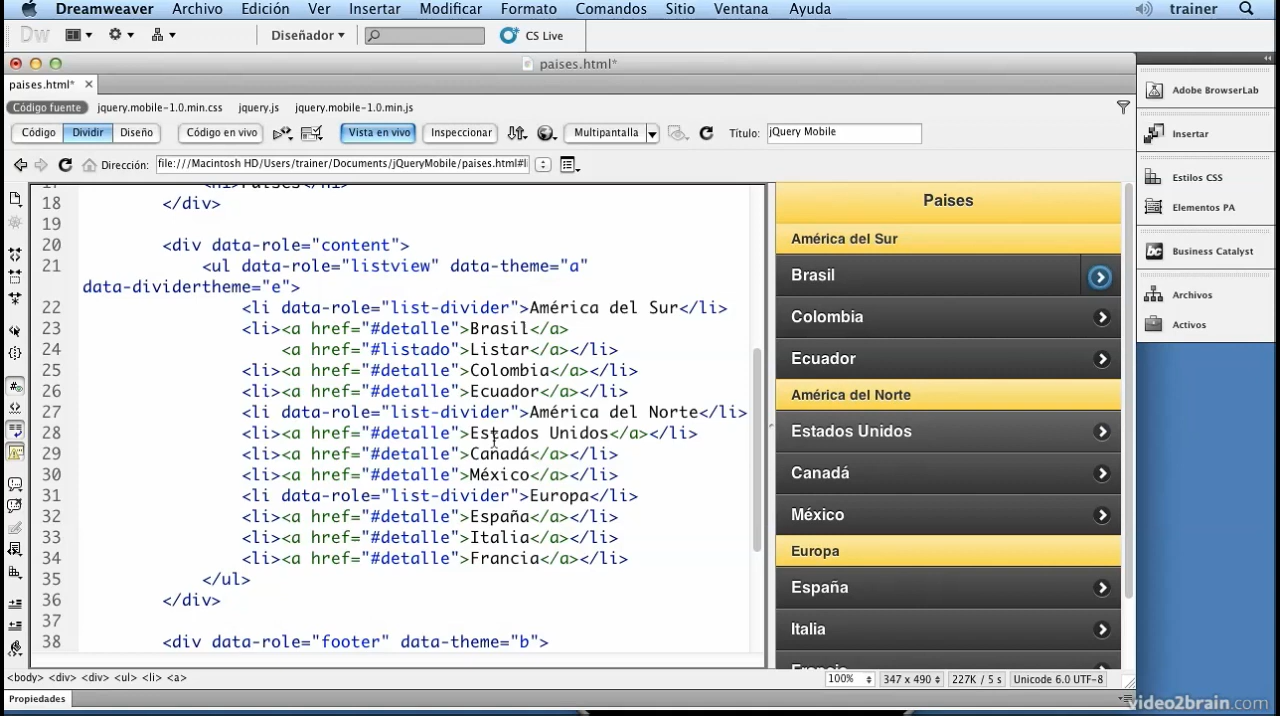 Dreamweaver Archivo Edición Ver Insertar Modificar Formato Comandos Sitio Ventana Ayuda trainer
Dw Diseñador CS Live
paises.html*
paises.html*
Código fuente jquery.mobile-1.0.min.css jquery.js jquery.mobile-1.0.min.js
Código Dividir Diseño Código en vivo Vista en vivo Inspeccionar Multipantalla Título: jQuery Mobile
Dirección: file:///Macintosh HD/Users/trainer/Documents/jQueryMobile/paises.html#l
18 </div>
19
20 <div data-role="content">
21 <ul data-role="listview" data-theme="a"
data-dividertheme="e">
22 <li data-role="list-divider">América del Sur</li>
23 <li><a href="#detalle">Brasil</a>
24 <a href="#listado">Listar</a></li>
25 <li><a href="#detalle">Colombia</a></li>
26 <li><a href="#detalle">Ecuador</a></li>
27 <li data-role="list-divider">América del Norte</li>
28 <li><a href="#detalle">Estados Unidos</a></li>
29 <li><a href="#detalle">Canadá</a></li>
30 <li><a href="#detalle">México</a></li>
31 <li data-role="list-divider">Europa</li>
32 <li><a href="#detalle">España</a></li>
33 <li><a href="#detalle">Italia</a></li>
34 <li><a href="#detalle">Francia</a></li>
35 </ul>
36 </div>
37
38 <div data-role="footer" data-theme="b">
Paises
América del Sur
Brasil
Colombia
Ecuador
América del Norte
Estados Unidos
Canadá
México
Europa
España
Italia
Adobe BrowserLab
Insertar
Estilos CSS
Elementos PA
bc Business Catalyst
Archivos
Activos
<body> <div> <div> <ul> <li> <a> 100% 347 x 490 227K / 5 s Unicode 6.0 UTF-8
Propiedades
video2brain.com